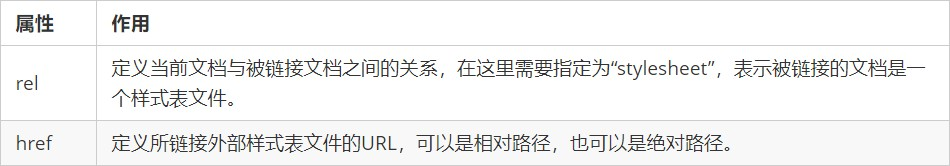 属性 作用
rel 定义当前文档与被链接文档之间的关系，在这里需要指定为“stylesheet”，表示被链接的文档是一
个样式表文件。
href 定义所链接外部样式表文件的URL，可以是相对路径，也可以是绝对路径。